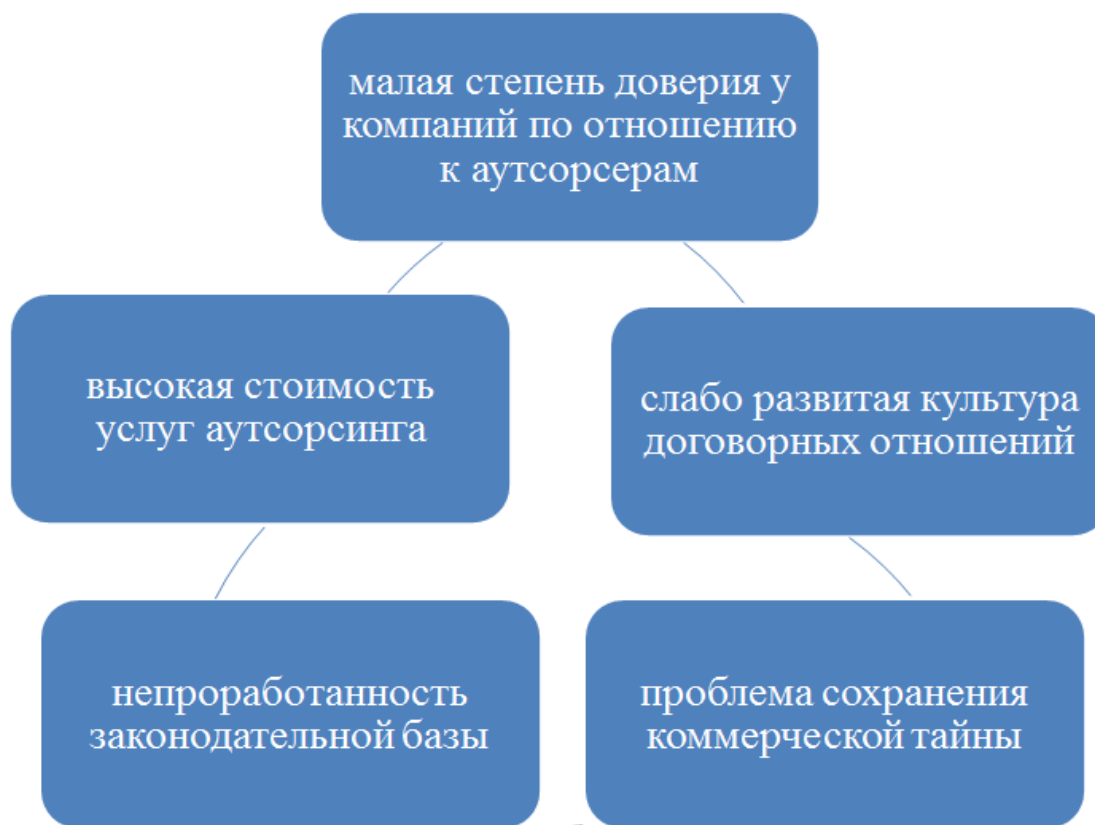 малая степень доверия у
компаний по отношению
к аутсорсерам
высокая стоимость
услуг аутсорсинга
слабо развитая культура
договорных отношений
непроработанность
законодательной базы
проблема сохранения
коммерческой тайны